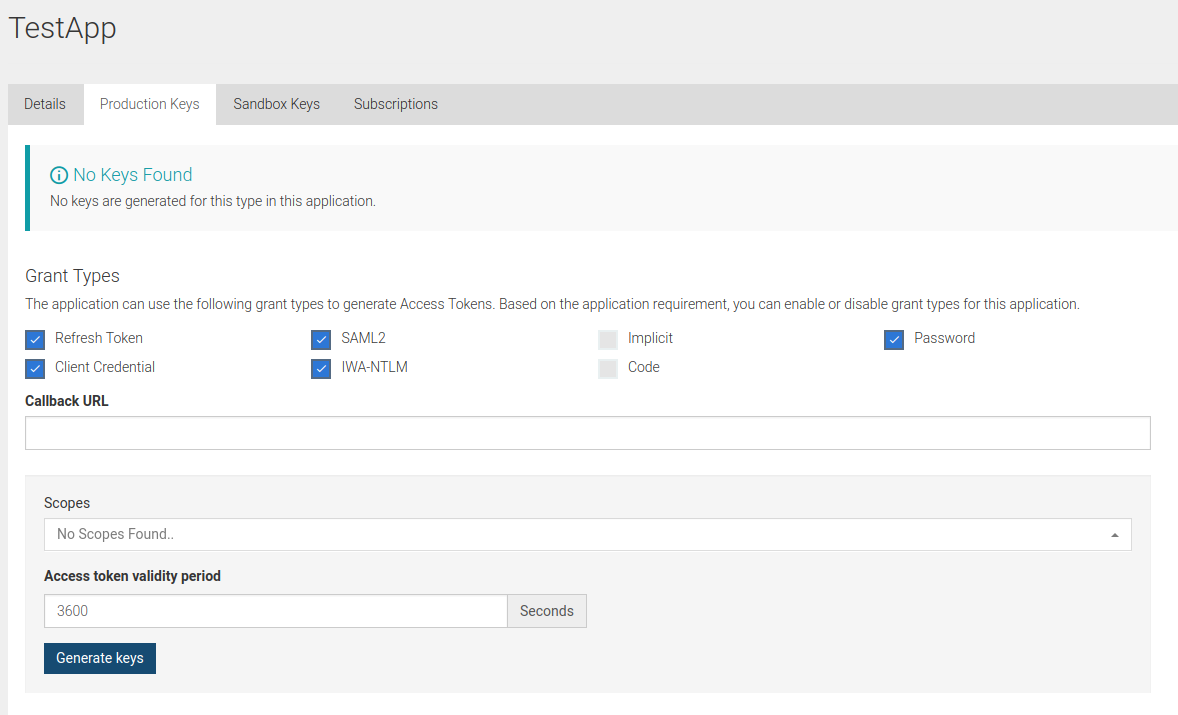 TestApp
Details Production Keys Sandbox Keys Subscriptions
No Keys Found
No keys are generated for this type in this application.
Grant Types
The application can use the following grant types to generate Access Tokens. Based on the application requirement, you can enable or disable grant types for this application.
Refresh Token SAML2 Implicit Password
Client Credential IWA-NTLM Code
Callback URL
Scopes
No Scopes Found..
Access token validity period
3600 Seconds
Generate keys